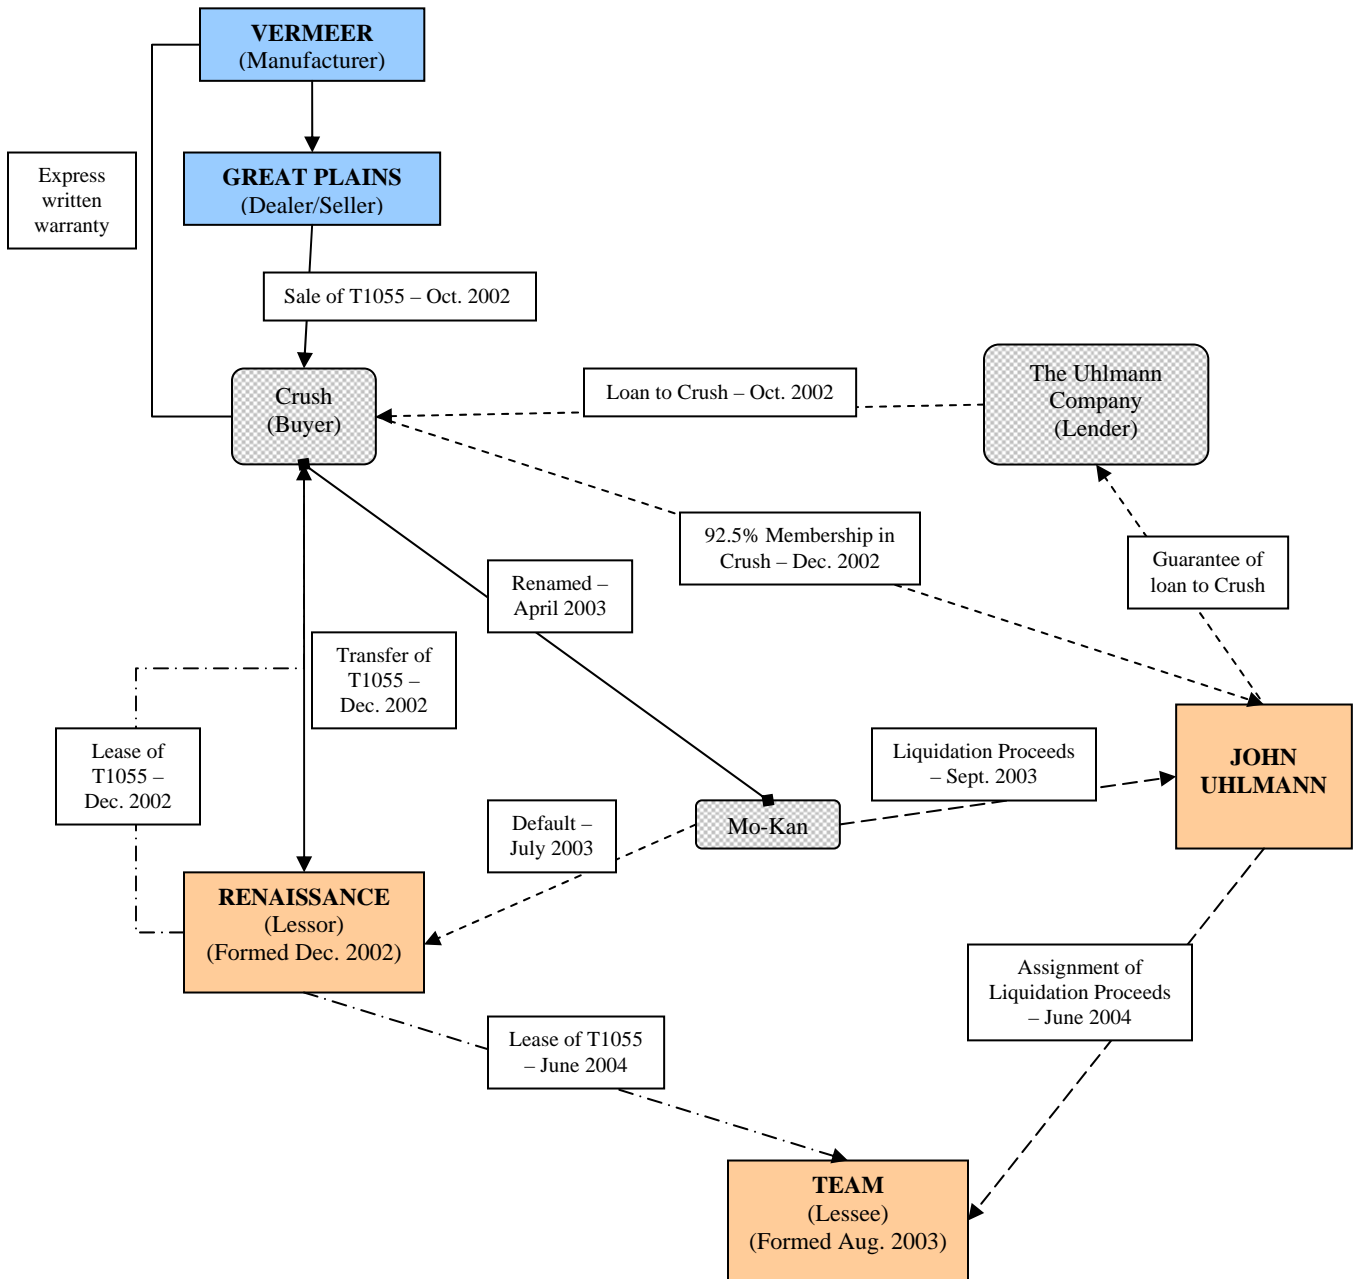 VERMEER
(Manufacturer)
Express
written
warranty
GREAT PLAINS
(Dealer/Seller)
Sale of T1055 – Oct. 2002
Crush
(Buyer)
Loan to Crush – Oct. 2002
The Uhlmann
Company
(Lender)
92.5% Membership in
Crush – Dec. 2002
Guarantee of
loan to Crush
Renamed –
April 2003
Transfer of
T1055 –
Dec. 2002
Lease of
T1055 –
Dec. 2002
Liquidation Proceeds
– Sept. 2003
JOHN
UHLMANN
Default –
July 2003
Mo-Kan
RENAISSANCE
(Lessor)
(Formed Dec. 2002)
Assignment of
Liquidation Proceeds
– June 2004
Lease of T1055
– June 2004
TEAM
(Lessee)
(Formed Aug. 2003)